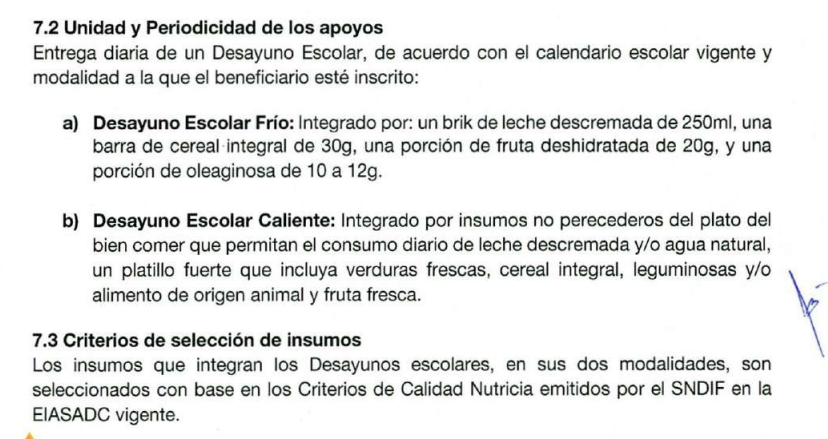 7.2 Unidad y Periodicidad de los apoyos
Entrega diaria de un Desayuno Escolar, de acuerdo con el calendario escolar vigente y
modalidad a la que el beneficiario esté inscrito:
a) Desayuno Escolar Frío: Integrado por: un brik de leche descremada de 250ml, una
barra de cereal integral de 30g, una porción de fruta deshidratada de 20g, y una
porción de oleaginosa de 10 a 12g.
b) Desayuno Escolar Caliente: Integrado por insumos no perecederos del plato del
bien comer que permitan el consumo diario de leche descremada y/o agua natural,
un platillo fuerte que incluya verduras frescas, cereal integral, leguminosas y/o
alimento de origen animal y fruta fresca.
7.3 Criterios de selección de insumos
Los insumos que integran los Desayunos escolares, en sus dos modalidades, son
seleccionados con base en los Criterios de Calidad Nutricia emitidos por el SNDIF en la
EIASADC vigente.